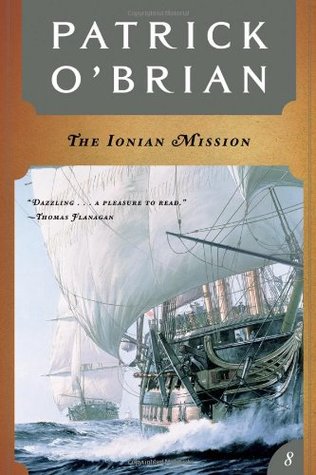 PATRICK
O'BRIAN
The Ionian Mission
"Dazzling . . . a pleasure to read."
—Thomas Flanagan
8